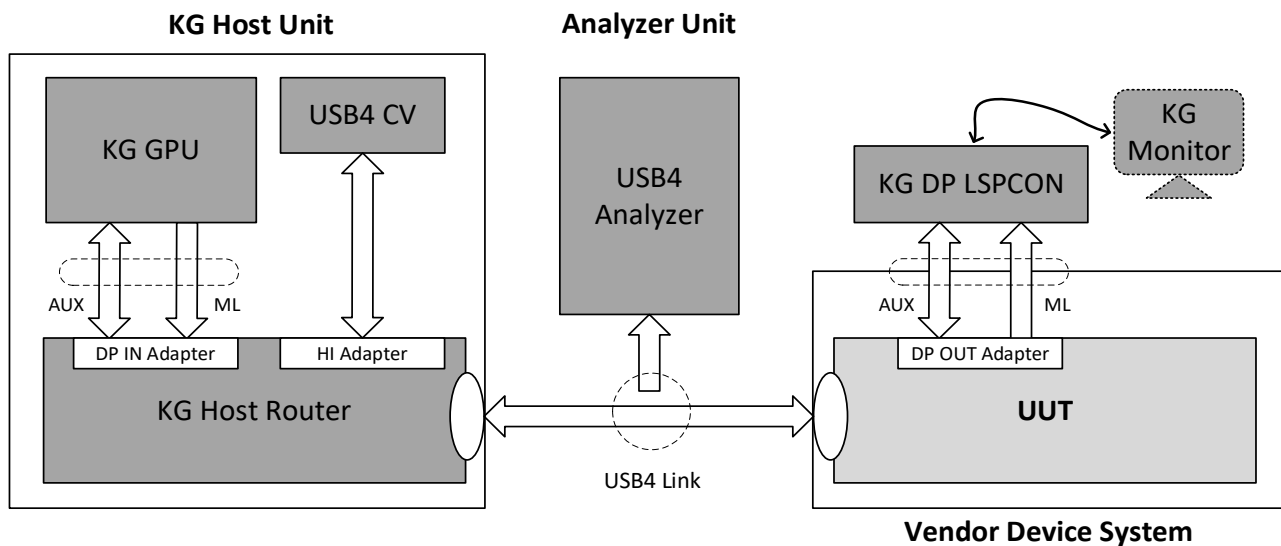 KG Host Unit
Analyzer Unit
KG GPU
USB4 CV
USB4
Analyzer
KG
Monitor
KG DP LSPCON
AUX
ML
AUX
ML
DP IN Adapter
HI Adapter
DP OUT Adapter
KG Host Router
UUT
USB4 Link
Vendor Device System